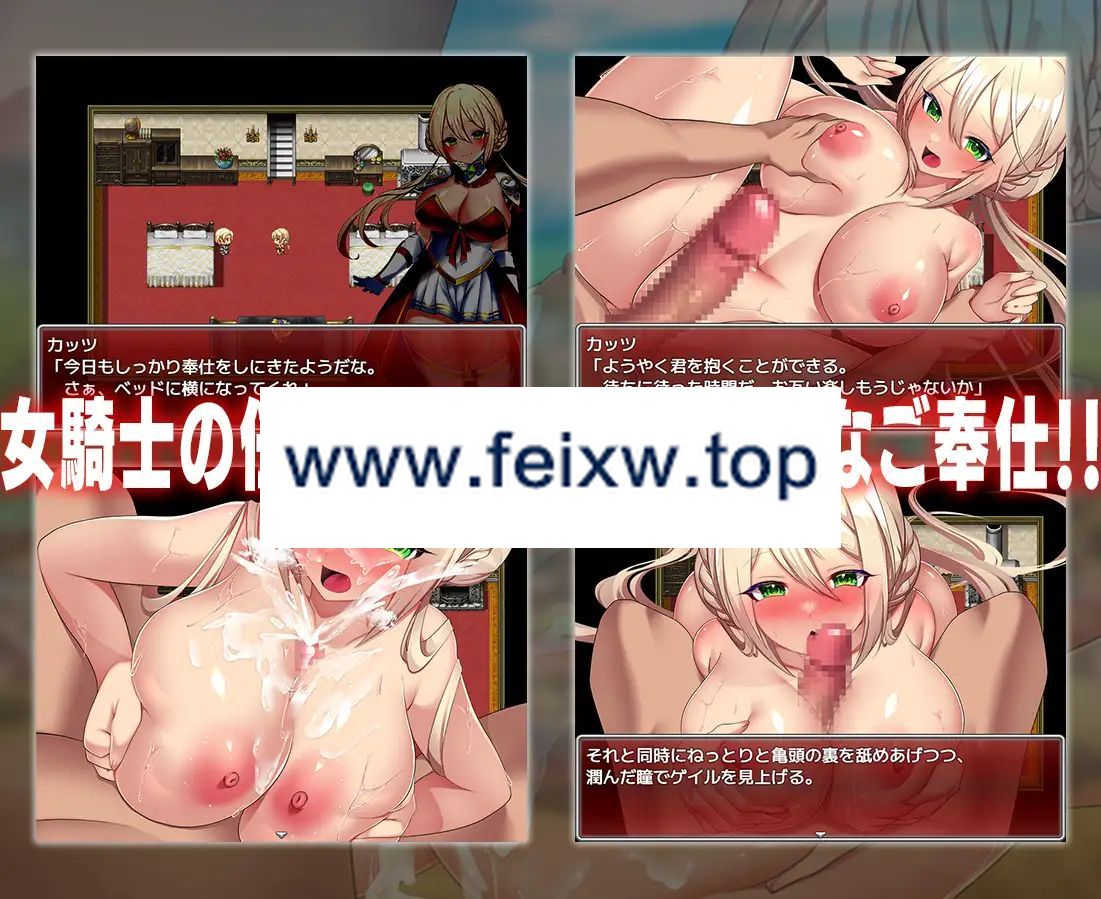 カッツ
「今日もしっかり奉仕をしにきたようだな。
さぁ、ベッドに横になってくれ」
カッツ
「ようやく君を抱くことができる。
待ちに待った時間だ、お互い楽しもうじゃないか」
女騎士の
なご奉仕!!
www.feixw.top
それと同時にねっとりと亀頭の裏を舐めあげつつ、
潤んだ瞳でゲイルを見上げる。